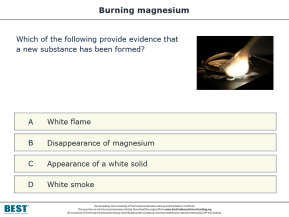 Burning magnesium
Which of the following provide evidence that
a new substance has been formed?
A White flame
B Disappearance of magnesium
C Appearance of a white solid
D White smoke
BEST